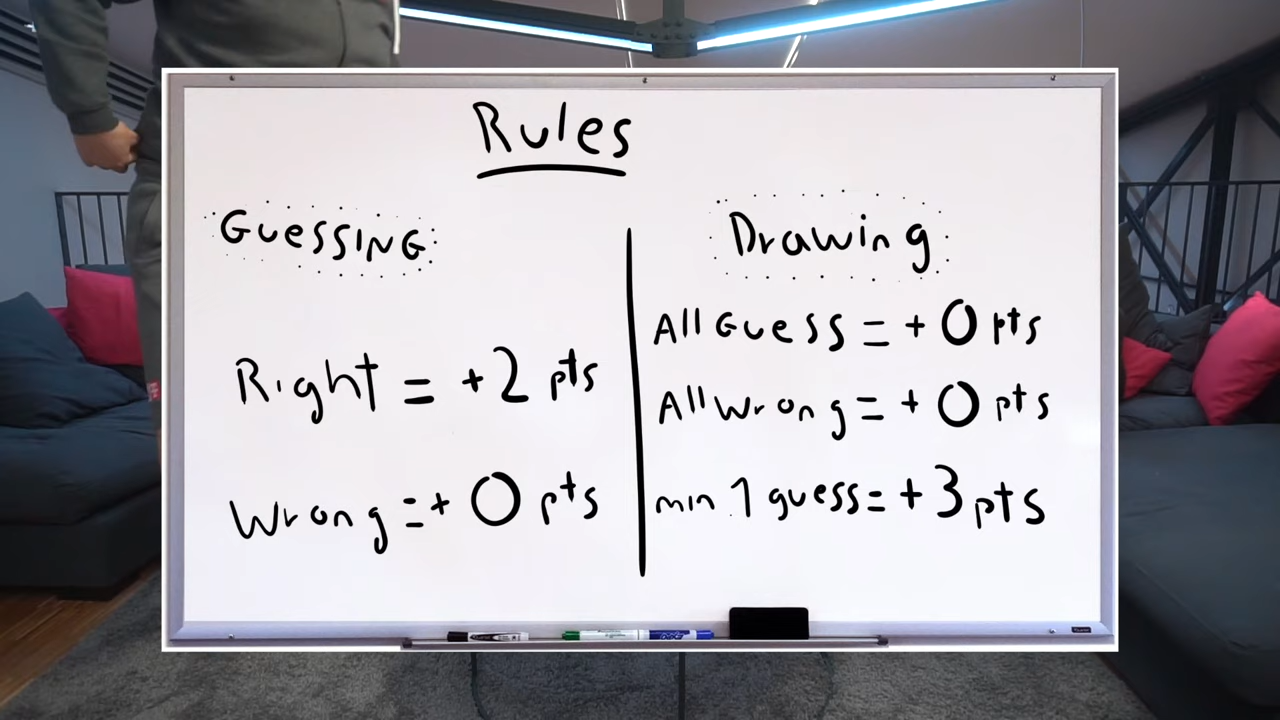 Rules
GUESSING
Right = +2 pts
Wrong = + 0 pts
Drawing
All Guess = + 0 pts
All Wrong = + 0 pts
min. 1 guess = + 3 pts